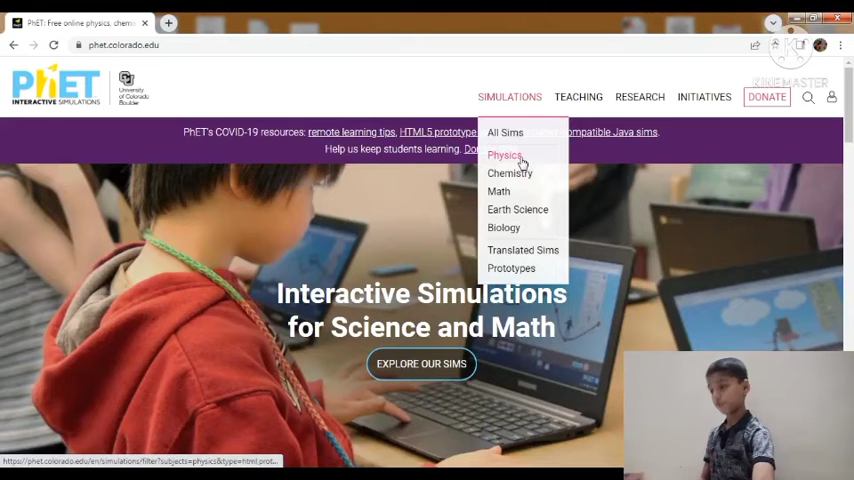 PhET: Free online physics, chem
phet.colorado.edu
PhET
INTERACTIVE SIMULATIONS
University of
Colorado
Boulder
KINEMASTER
SIMULATIONS TEACHING RESEARCH INITIATIVES DONATE
PhET's COVID-19 resources: remote learning tips, HTML5 prototype compatible Java sims.
Help us keep students learning.
All Sims
Physics
Chemistry
Math
Earth Science
Biology
Translated Sims
Prototypes
Interactive Simulations
for Science and Math
EXPLORE OUR SIMS
https://phet.colorado.edu/en/simulations/filter?subjects=physics&type=html,prot...